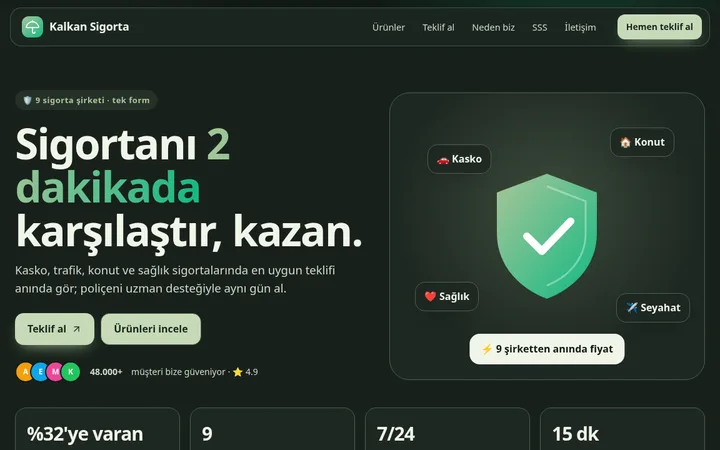 Kalkan Sigorta
Ürünler Teklif al Neden biz SSS İletişim Hemen teklif al
🛡️ 9 sigorta şirketi · tek form
Sigortanı 2
dakikada
karşılaştır, kazan.
Kasko, trafik, konut ve sağlık sigortalarında en uygun teklifi
anında gör; poliçeni uzman desteğiyle aynı gün al.
Teklif al ↗ Ürünleri incele
A E M K 48.000+ müşteri bize güveniyor · ⭐ 4.9
🚗 Kasko
🏠 Konut
❤️ Sağlık
✈️ Seyahat
⚡ 9 şirketten anında fiyat
%32'ye varan
9
7/24
15 dk